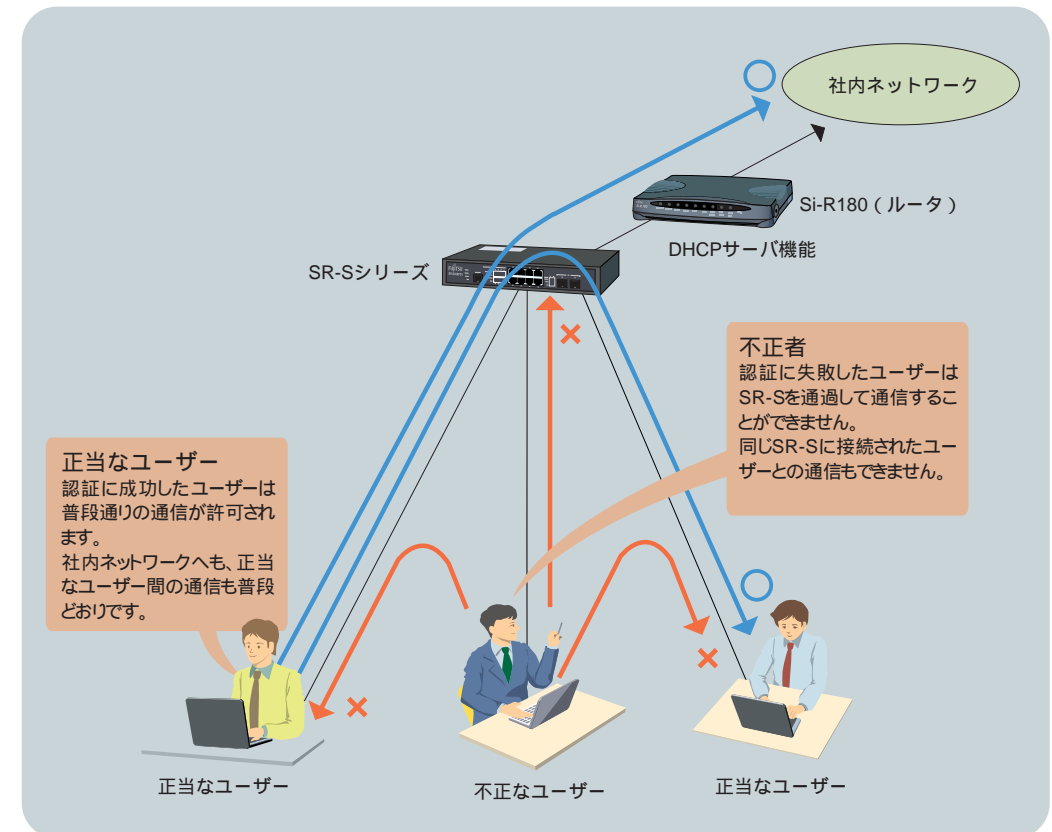 社内ネットワーク
Si-R180（ルータ）
DHCPサーバ機能
SR-Sシリーズ
不正者
認証に失敗したユーザーは
SR-Sを通過して通信するこ
とができません。
同じSR-Sに接続されたユー
ザーとの通信もできません。
正当なユーザー
認証に成功したユーザーは
普段通りの通信が許可され
ます。
社内ネットワークへも、正当
なユーザー間の通信も普段
どおりです。
正当なユーザー
不正なユーザー
正当なユーザー